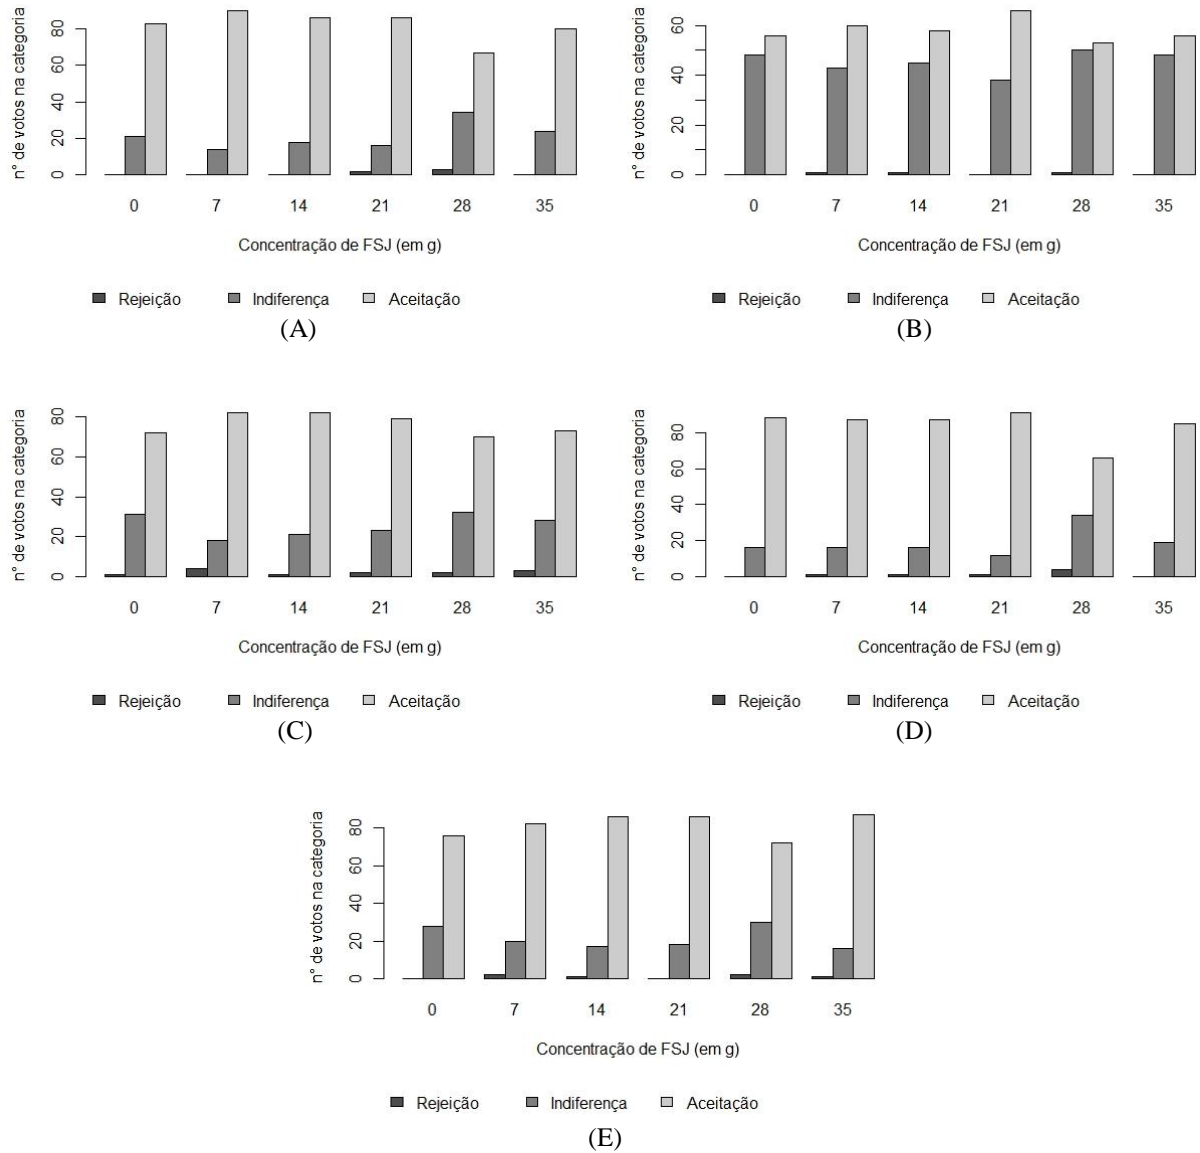 n° de votos na categoria
0 20 40 60 80
0 7 14 21 28 35
Concentração de FSJ (em g)
Rejeição Indiferença Aceitação
(A)
n° de votos na categoria
0 20 40 60
0 7 14 21 28 35
Concentração de FSJ (em g)
Rejeição Indiferença Aceitação
(B)
n° de votos na categoria
0 20 40 60 80
0 7 14 21 28 35
Concentração de FSJ (em g)
Rejeição Indiferença Aceitação
(C)
n° de votos na categoria
0 20 40 60 80
0 7 14 21 28 35
Concentração de FSJ (em g)
Rejeição Indiferença Aceitação
(D)
n° de votos na categoria
0 20 40 60 80
0 7 14 21 28 35
Concentração de FSJ (em g)
Rejeição Indiferença Aceitação
(E)